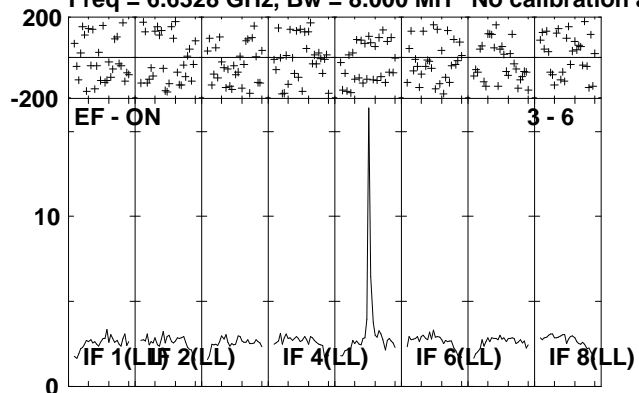 Freq = 6.6528 GHz, Bw = 8.000 MH No calibration a
200
-200
EF - ON 3 - 6
10
IF 1(LL) IF 2(LL) IF 4(LL) IF 6(LL) IF 8(LL)
0